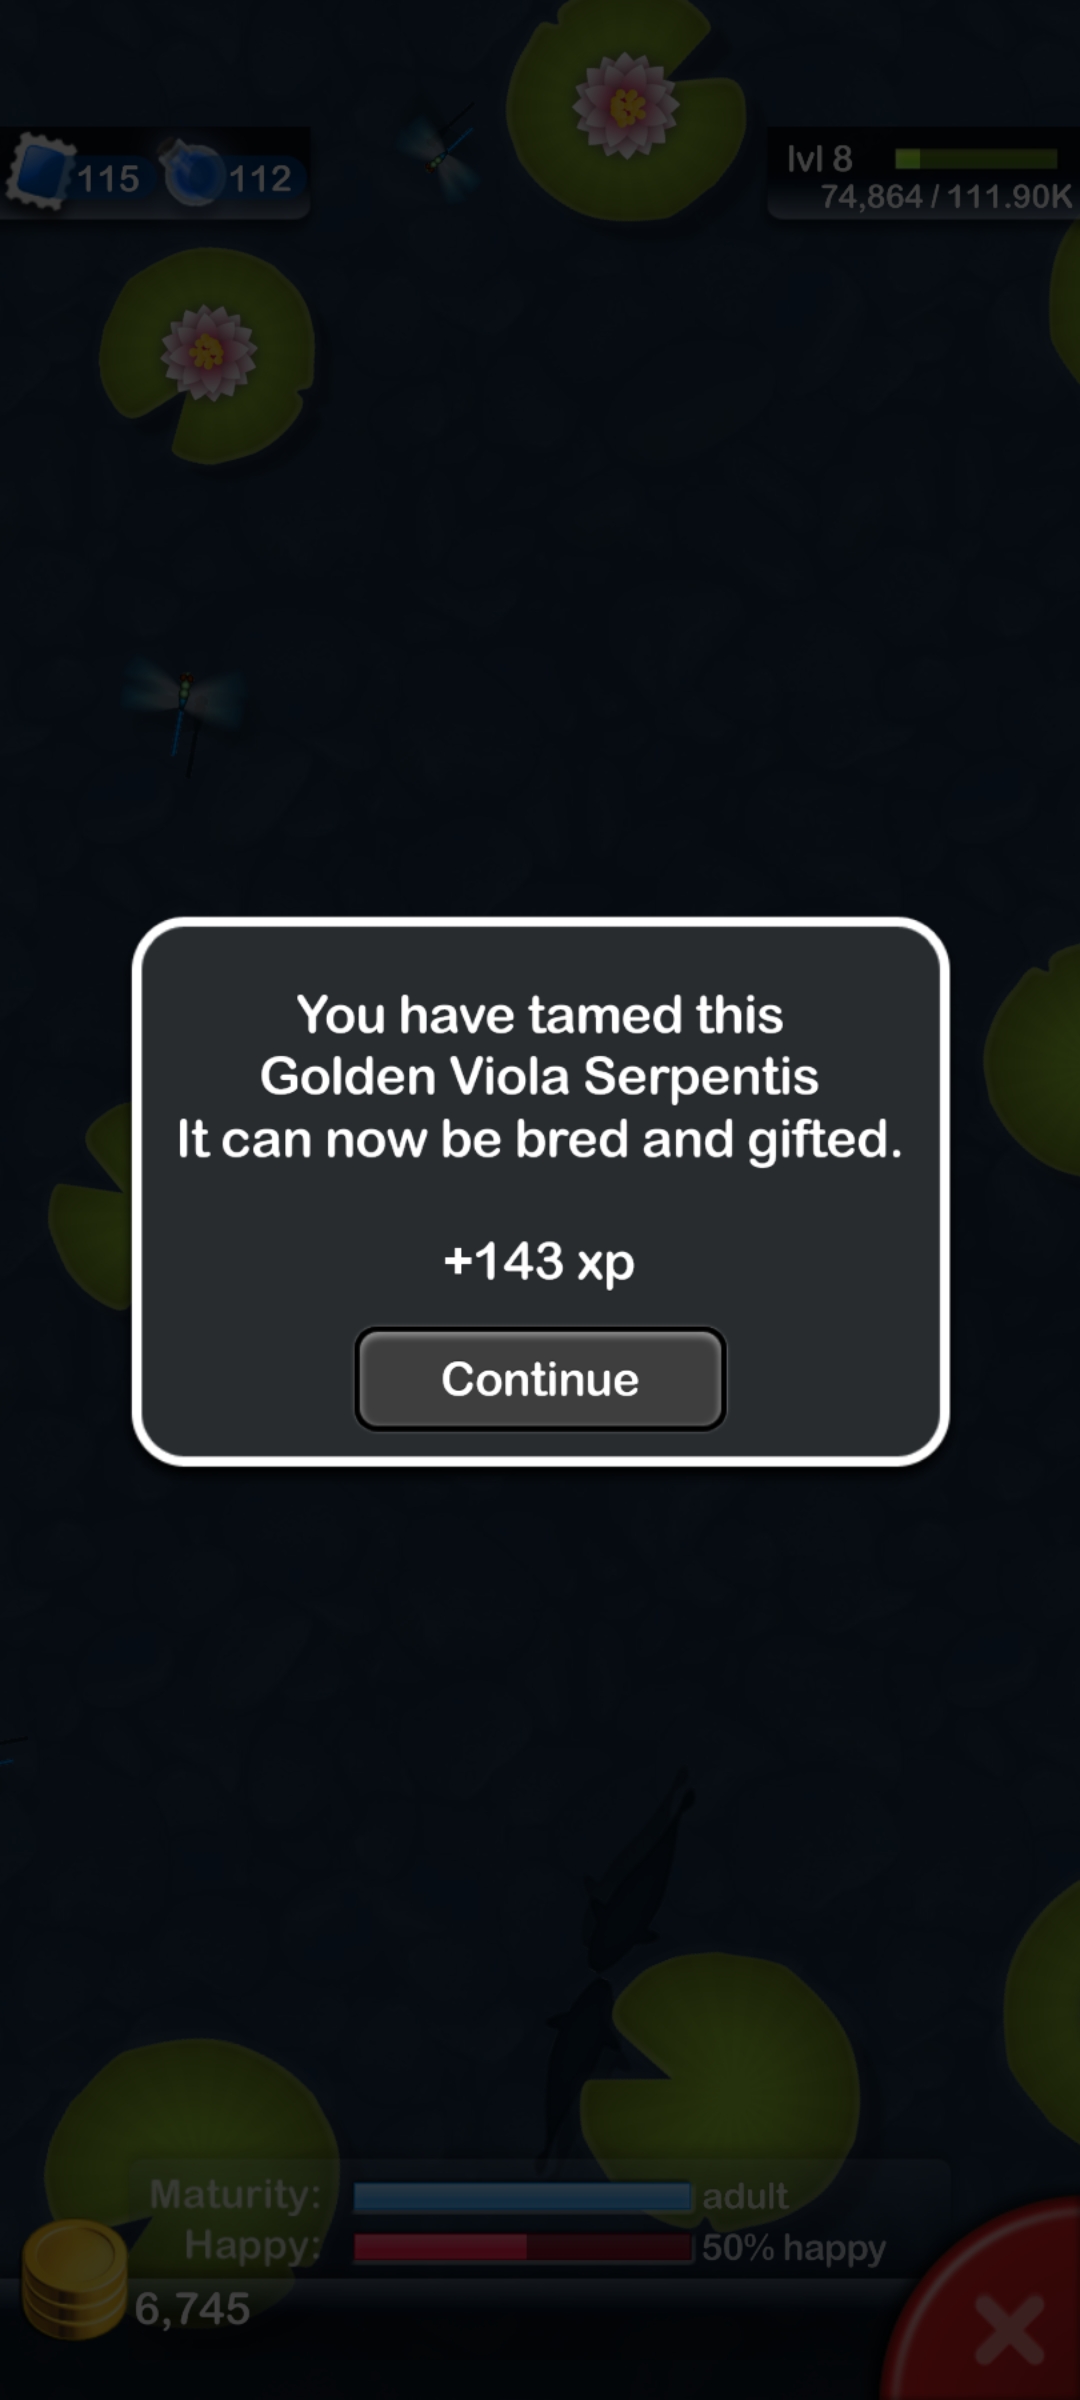 115
112
lvl 8
74,864 / 111.90K
You have tamed this
Golden Viola Serpentis
It can now be bred and gifted.
+143 xp
Continue
Maturity: adult
Happy: 50% happy
6,745